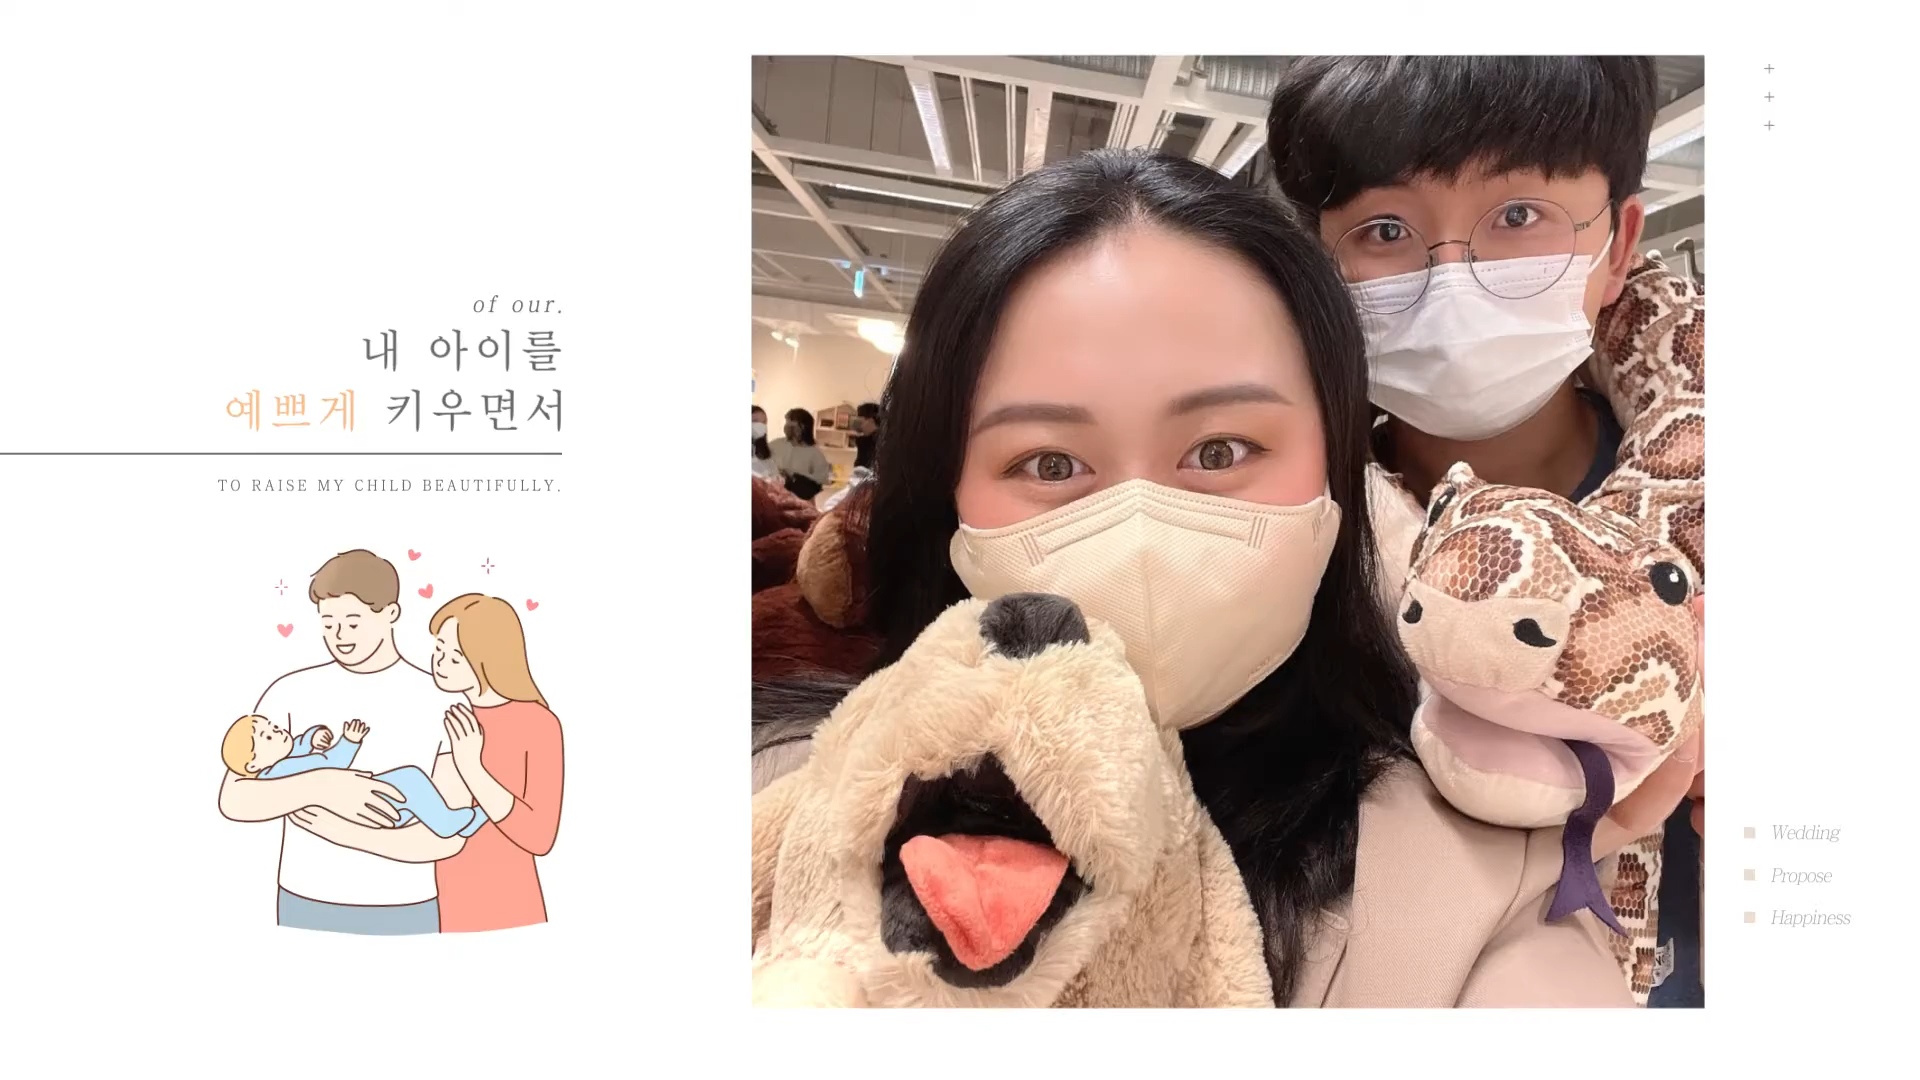 of our.
내 아이를
예쁘게 키우면서
TO RAISE MY CHILD BEAUTIFULLY.
Wedding
Propose
Happiness